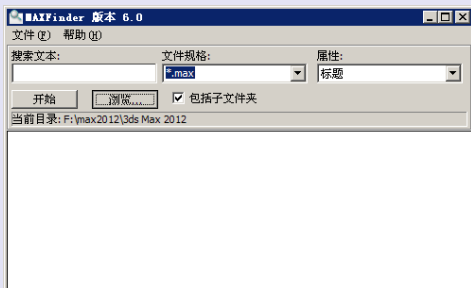 MAXFinder 版本 6.0
文件(F) 帮助(H)
搜索文本: 文件规格: 属性:
*.max 标题
开始 浏览... 包括子文件夹
当前目录: F:\max2012\3ds Max 2012